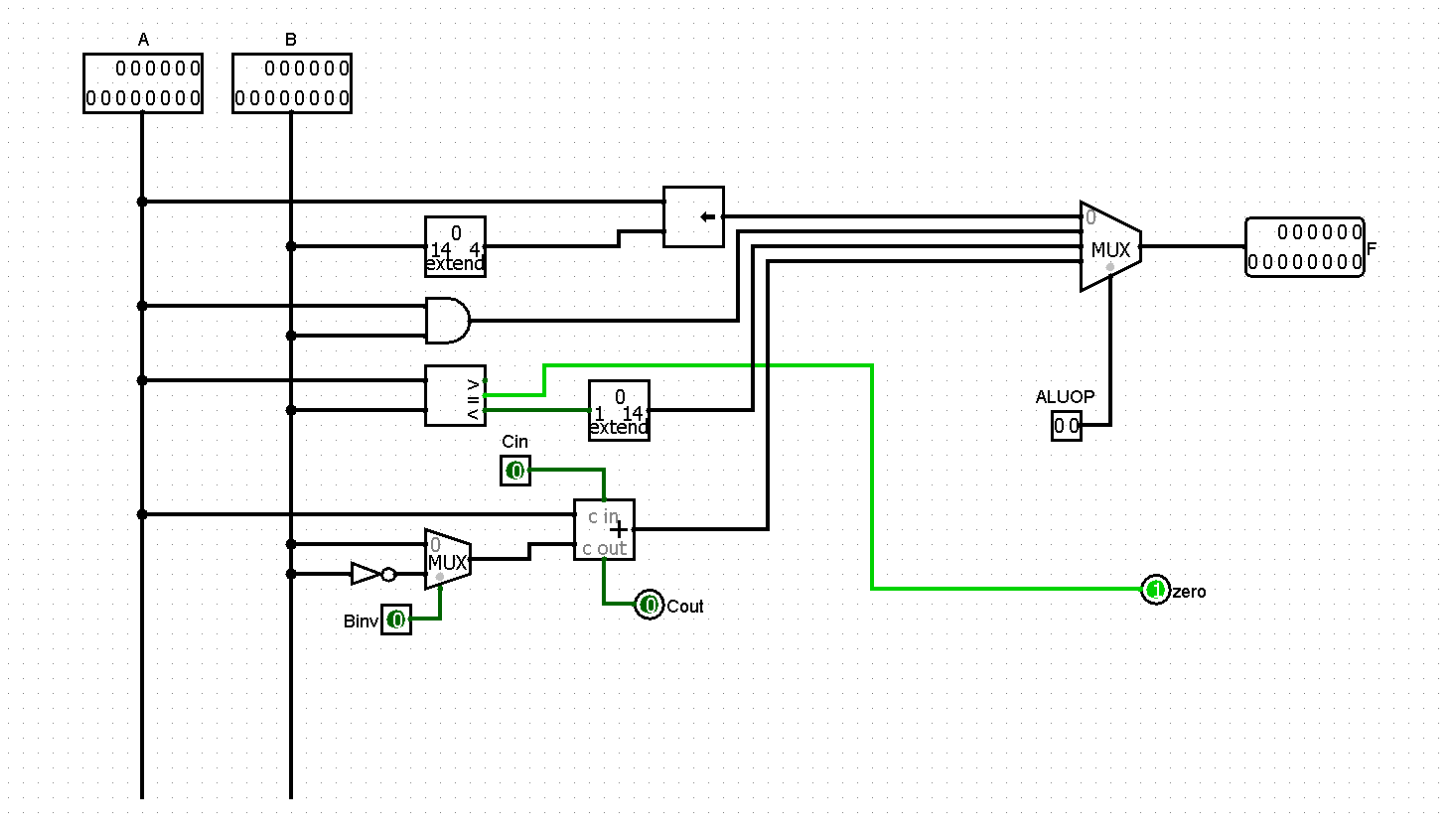 A B
000000 000000
00000000 00000000
0
14 4
extend
0
MUX
000000
00000000
F
>
=
<
0
1 14
extend
ALUOP
00
Cin
0
c in
+
c out
0
MUX
Binv
0
0
Cout
1
zero